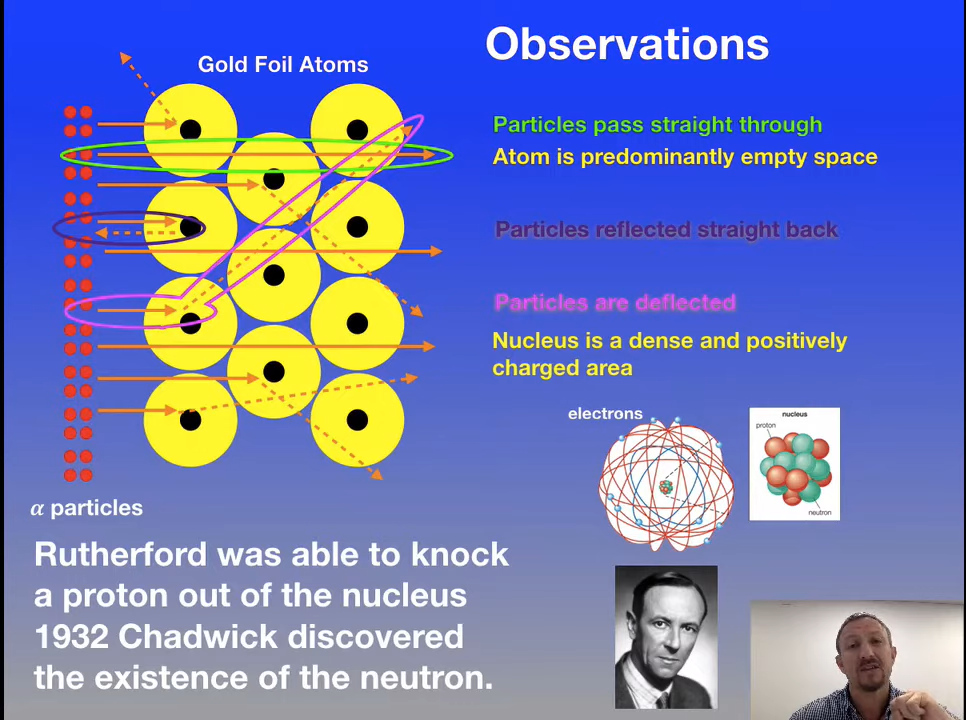 Observations
Gold Foil Atoms
Particles pass straight through
Atom is predominantly empty space
Particles reflected straight back
Particles are deflected
Nucleus is a dense and positively
charged area
electrons
nucleus
proton
neutron
α particles
Rutherford was able to knock
a proton out of the nucleus
1932 Chadwick discovered
the existence of the neutron.